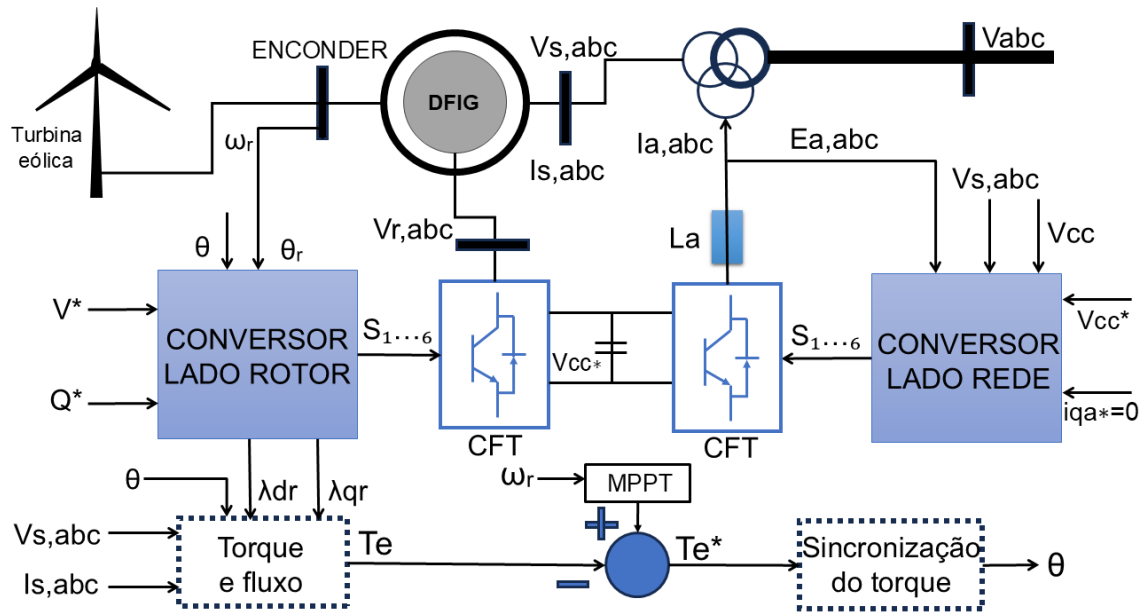 ENCONDER
Vs,abc
Vabc
DFIG
Turbina
eólica
ωr
Is,abc
Ia,abc
Ea,abc
Vs,abc
Vr,abc
La
Vcc
θ
θr
V*
CONVERSOR
LADO ROTOR
S1...6
Vcc*
S1...6
CONVERSOR
LADO REDE
Vcc*
Q*
iqa*=0
CFT
CFT
θ
λdr
λqr
ωr
MPPT
Vs,abc
Is,abc
Torque
e fluxo
Te
+
−
Te*
Sincronização
do torque
θ